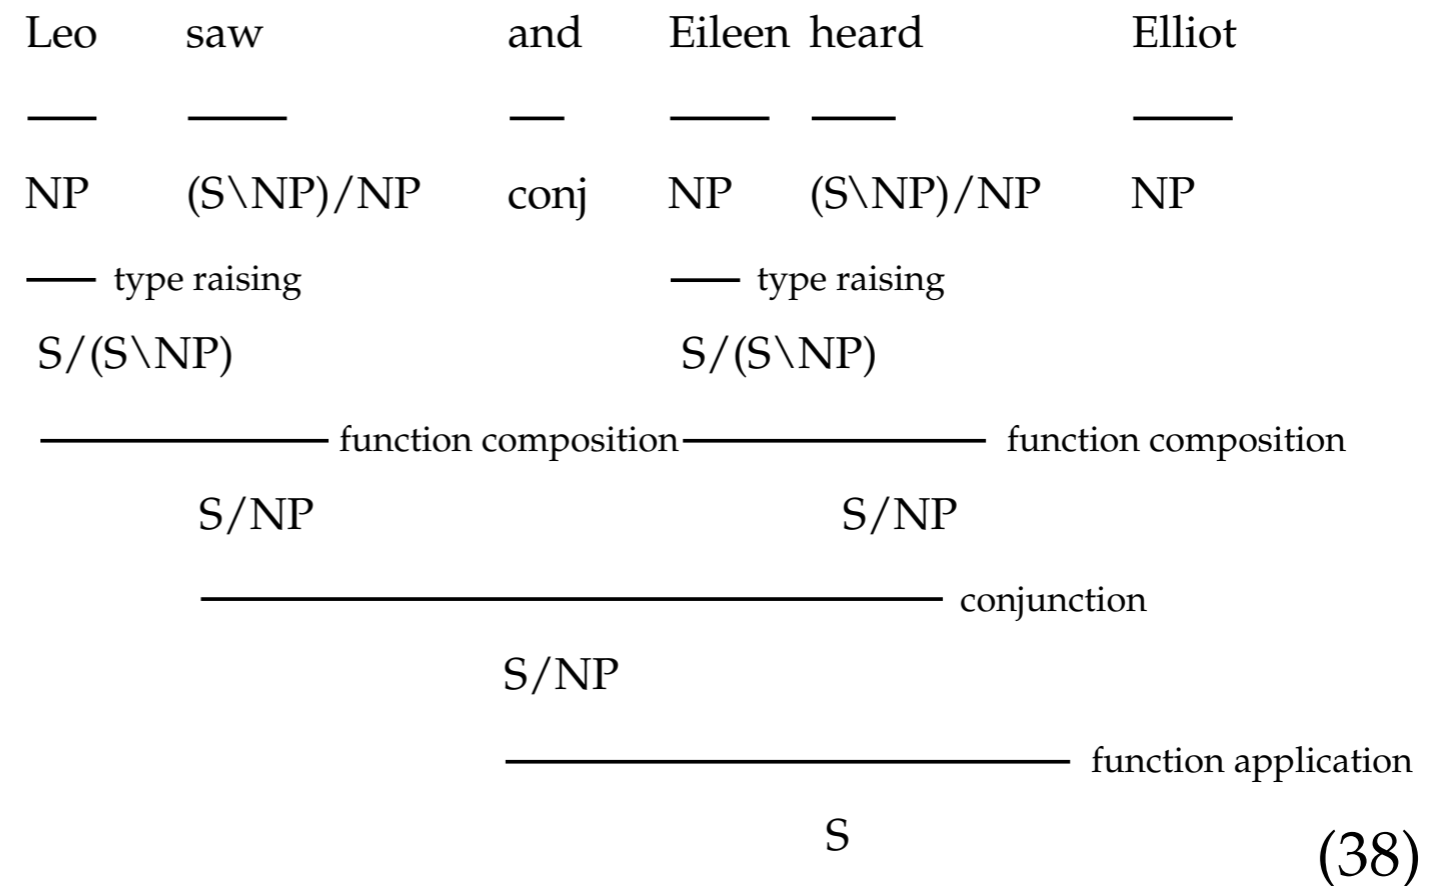 Leo saw and Eileen heard Elliot
NP (S\NP)/NP conj NP (S\NP)/NP NP
type raising type raising
S/(S\NP) S/(S\NP)
function composition function composition
S/NP S/NP
conjunction
S/NP
function application
S
(38)